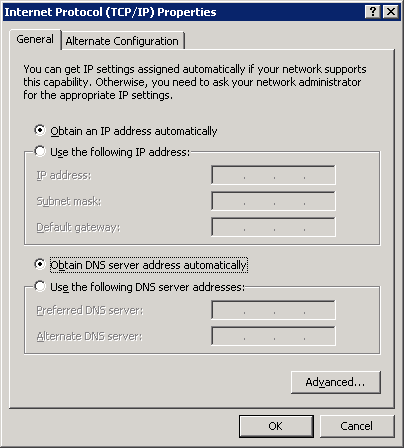 Internet Protocol (TCP/IP) Properties
General
Alternate Configuration
You can get IP settings assigned automatically if your network supports
this capability. Otherwise, you need to ask your network administrator
for the appropriate IP settings.
Obtain an IP address automatically
Use the following IP address:
IP address:
Subnet mask:
Default gateway:
Obtain DNS server address automatically
Use the following DNS server addresses:
Preferred DNS server:
Alternate DNS server:
Advanced...
OK
Cancel